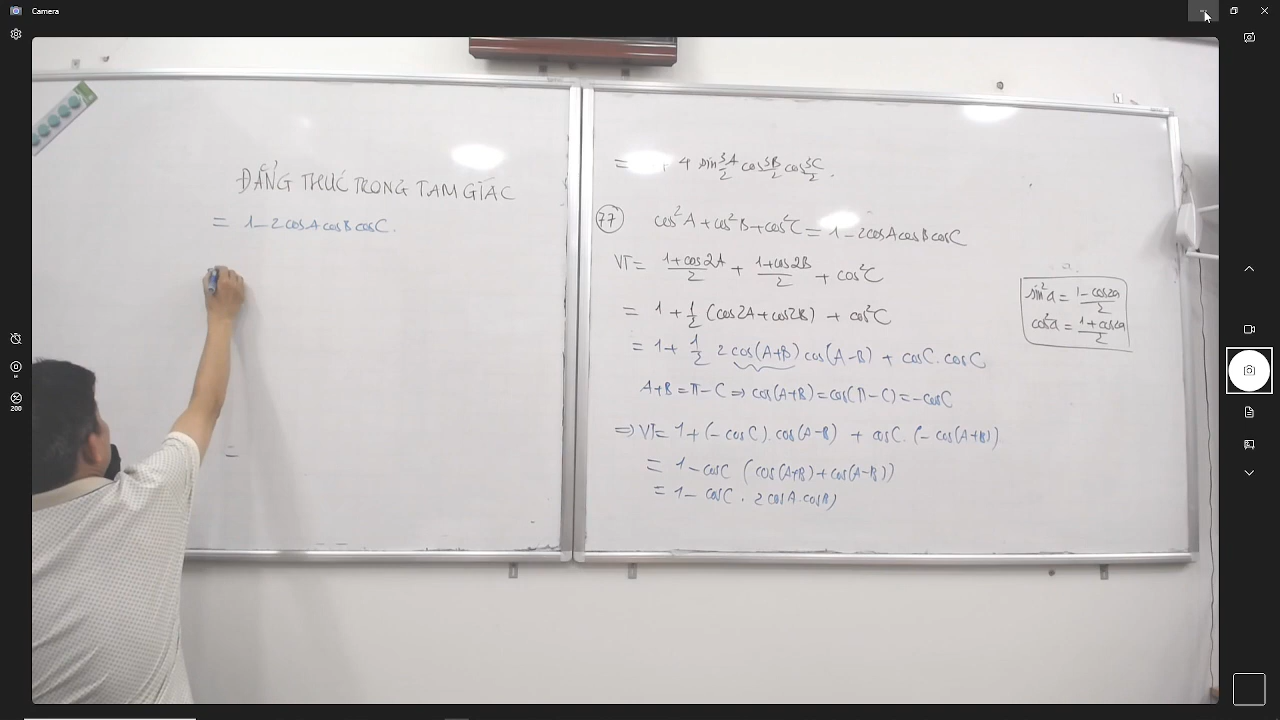 Camera
ĐẲNG THỨC TRONG TAM GIÁC
= 1 - 2cosA cosB cosC.
=
= 4 sin 3A/2 cos 3B/2 cos 3C/2.
77 cos²A + cos²B + cos²C = 1 - 2cosA cosB cosC
VT = (1+cos2A)/2 + (1+cos2B)/2 + cos²C
= 1 + 1/2 (cos2A + cos2B) + cos²C
= 1 + 1/2 2cos(A+B) cos(A-B) + cosC.cosC
A+B = π - C ⇒ cos(A+B) = cos(π - C) = -cosC
⇒ VT = 1 + (-cosC).cos(A-B) + cosC.(-cos(A+B))
= 1 - cosC (cos(A+B) + cos(A-B))
= 1 - cosC . 2cosA.cosB)
sin²a = (1-cos2a)/2
cos²a = (1+cos2a)/2
200